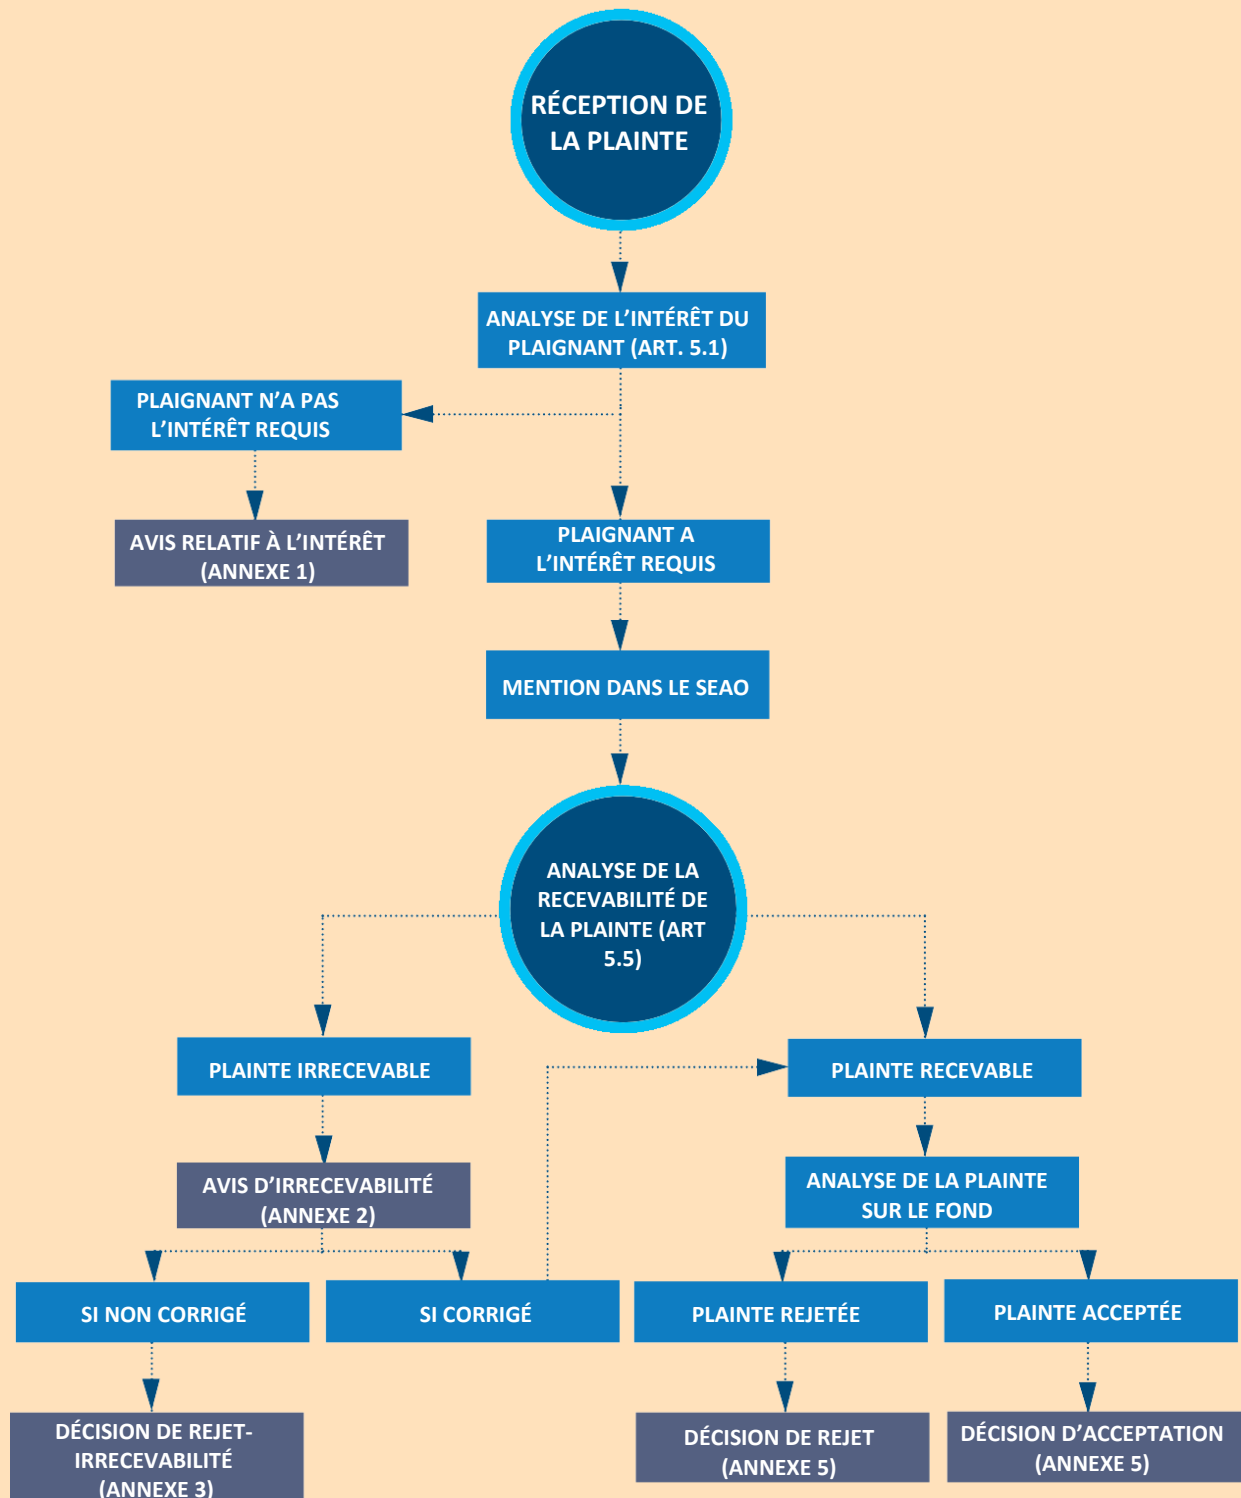 RÉCEPTION DE
LA PLAINTE
ANALYSE DE L’INTÉRÊT DU
PLAIGNANT (ART. 5.1)
PLAIGNANT N’A PAS
L’INTÉRÊT REQUIS
AVIS RELATIF À L’INTÉRÊT
(ANNEXE 1)
PLAIGNANT A
L’INTÉRÊT REQUIS
MENTION DANS LE SEAO
ANALYSE DE LA
RECEVABILITÉ DE
LA PLAINTE (ART
5.5)
PLAINTE IRRECEVABLE
PLAINTE RECEVABLE
AVIS D’IRRECEVABILITÉ
(ANNEXE 2)
ANALYSE DE LA PLAINTE
SUR LE FOND
SI NON CORRIGÉ
SI CORRIGÉ
PLAINTE REJETÉE
PLAINTE ACCEPTÉE
DÉCISION DE REJET-
IRRECEVABILITÉ
(ANNEXE 3)
DÉCISION DE REJET
(ANNEXE 5)
DÉCISION D’ACCEPTATION
(ANNEXE 5)